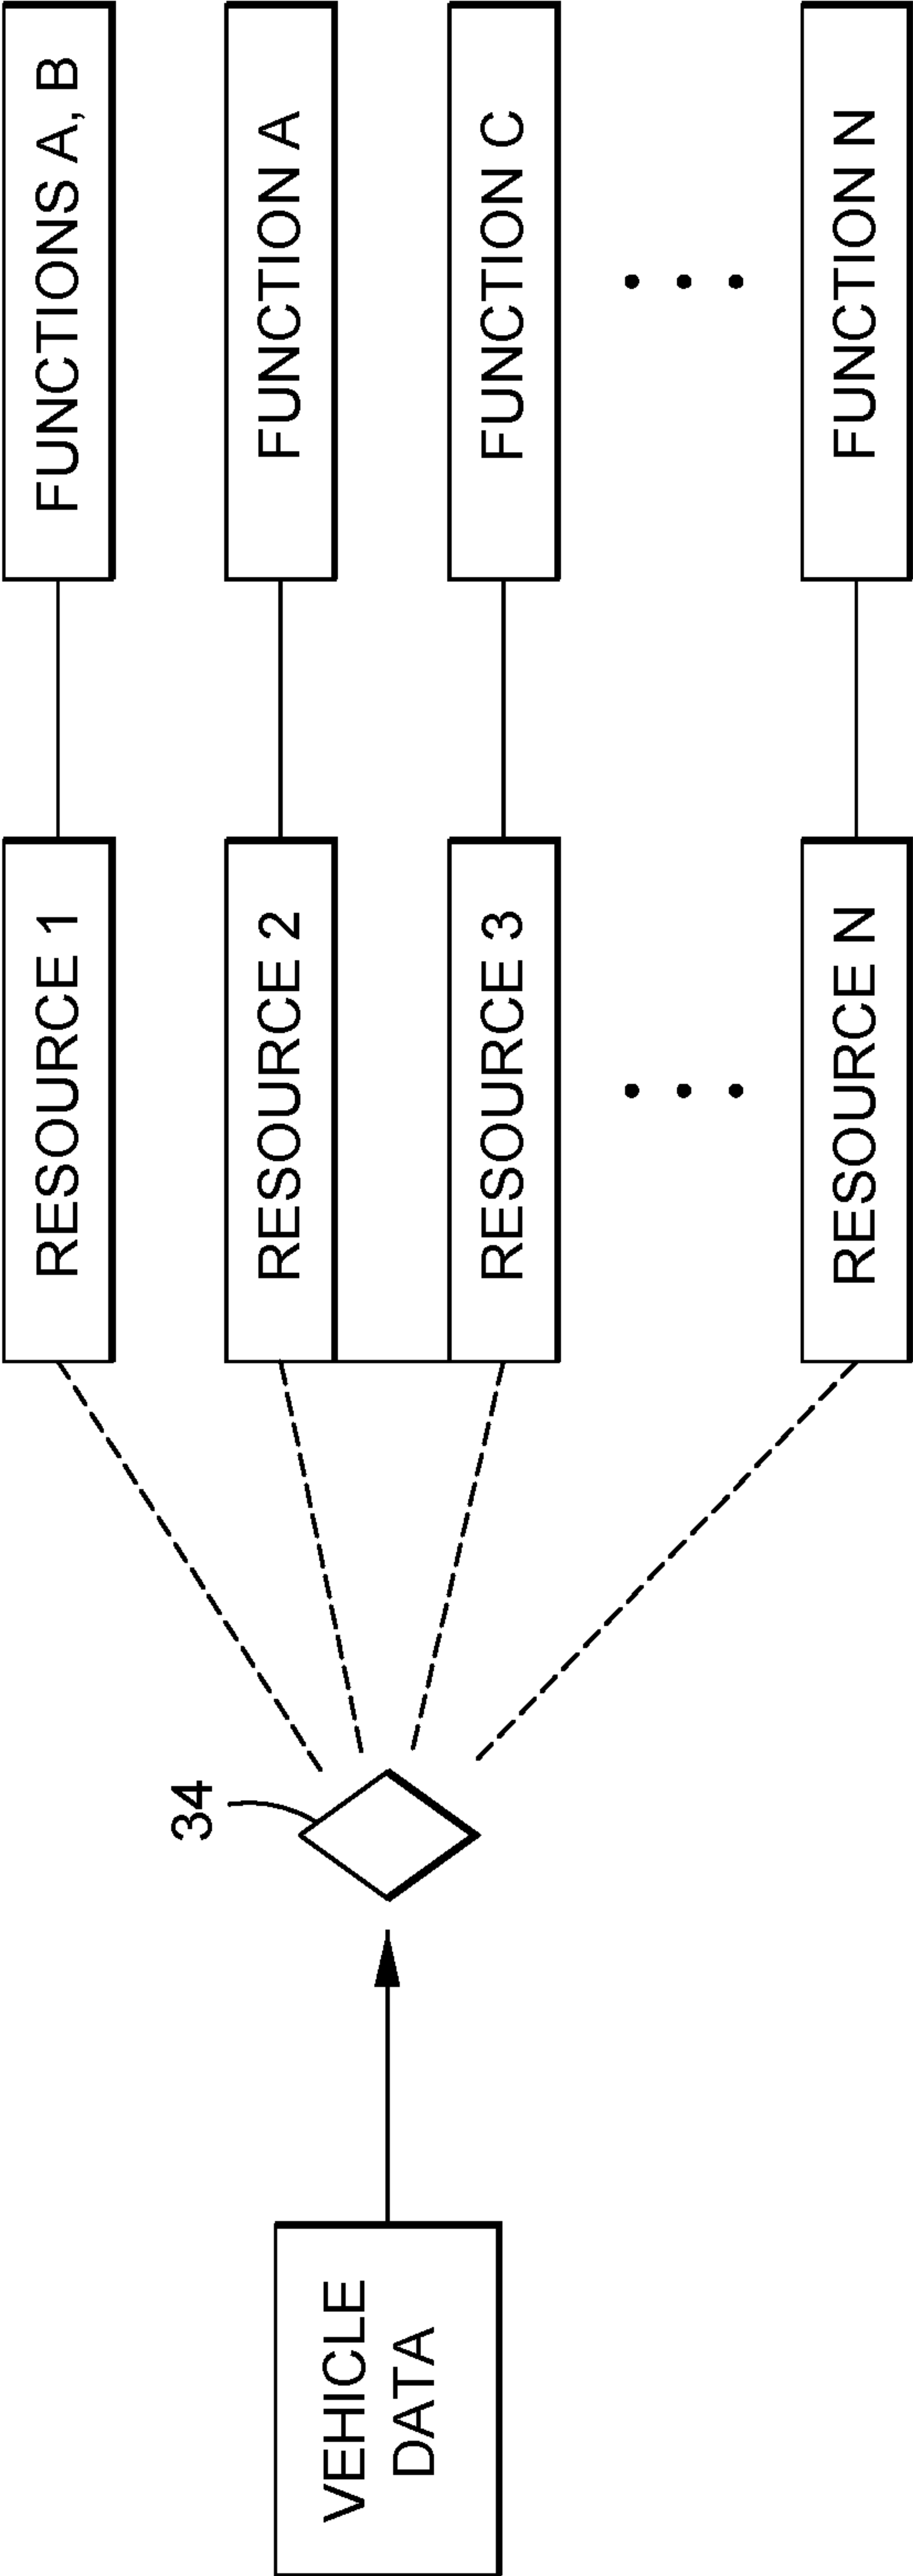 VEHICLE
DATA
34
RESOURCE 1
FUNCTIONS A, B
RESOURCE 2
FUNCTION A
RESOURCE 3
FUNCTION C
RESOURCE N
FUNCTION N